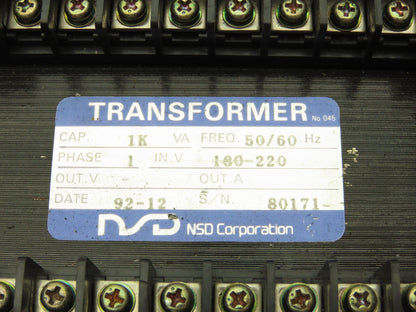 TRANSFORMER No 045
CAP. 1K VA FREQ. 50/60 Hz
PHASE 1 IN.V 180-220
OUT.V OUT.A
DATE 92-12 S/N. 80171-
NSD NSD Corporation